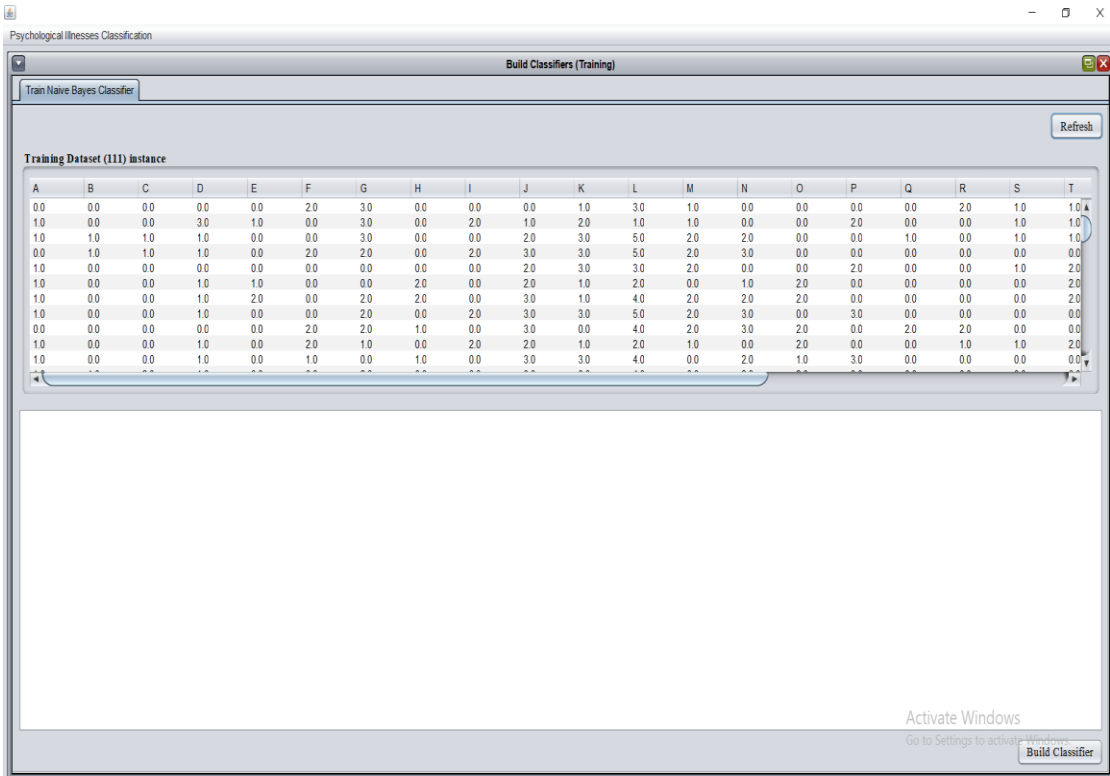 Psychological Illnesses Classification
Build Classifiers (Training)
Train Naive Bayes Classifier
Refresh
Training Dataset (111) instance
A B C D E F G H I J K L M N O P Q R S T
0.0 0.0 0.0 0.0 0.0 2.0 3.0 0.0 0.0 0.0 1.0 3.0 1.0 0.0 0.0 0.0 0.0 2.0 1.0 1.0
1.0 0.0 0.0 3.0 1.0 0.0 3.0 0.0 2.0 1.0 2.0 1.0 1.0 0.0 0.0 2.0 0.0 0.0 1.0 1.0
1.0 1.0 1.0 1.0 0.0 0.0 3.0 0.0 0.0 2.0 3.0 5.0 2.0 2.0 0.0 0.0 1.0 0.0 1.0 1.0
0.0 1.0 1.0 1.0 0.0 2.0 2.0 0.0 2.0 3.0 3.0 5.0 2.0 3.0 0.0 0.0 0.0 0.0 0.0 0.0
1.0 0.0 0.0 0.0 0.0 0.0 0.0 0.0 0.0 2.0 3.0 3.0 2.0 0.0 0.0 2.0 0.0 0.0 1.0 2.0
1.0 0.0 0.0 1.0 1.0 0.0 0.0 2.0 0.0 2.0 1.0 2.0 0.0 1.0 2.0 0.0 0.0 0.0 0.0 2.0
1.0 0.0 0.0 1.0 2.0 0.0 2.0 2.0 0.0 3.0 1.0 4.0 2.0 2.0 2.0 0.0 0.0 0.0 0.0 2.0
1.0 0.0 0.0 1.0 0.0 0.0 2.0 0.0 2.0 3.0 3.0 5.0 2.0 3.0 0.0 3.0 0.0 0.0 0.0 0.0
0.0 0.0 0.0 0.0 0.0 2.0 2.0 1.0 0.0 3.0 0.0 4.0 2.0 3.0 2.0 0.0 2.0 2.0 0.0 0.0
1.0 0.0 0.0 1.0 0.0 2.0 1.0 0.0 2.0 2.0 1.0 2.0 1.0 0.0 2.0 0.0 0.0 1.0 1.0 2.0
1.0 0.0 0.0 1.0 0.0 1.0 0.0 1.0 0.0 3.0 3.0 4.0 0.0 2.0 1.0 3.0 0.0 0.0 0.0 0.0
Activate Windows
Go to Settings to activate Windows.
Build Classifier